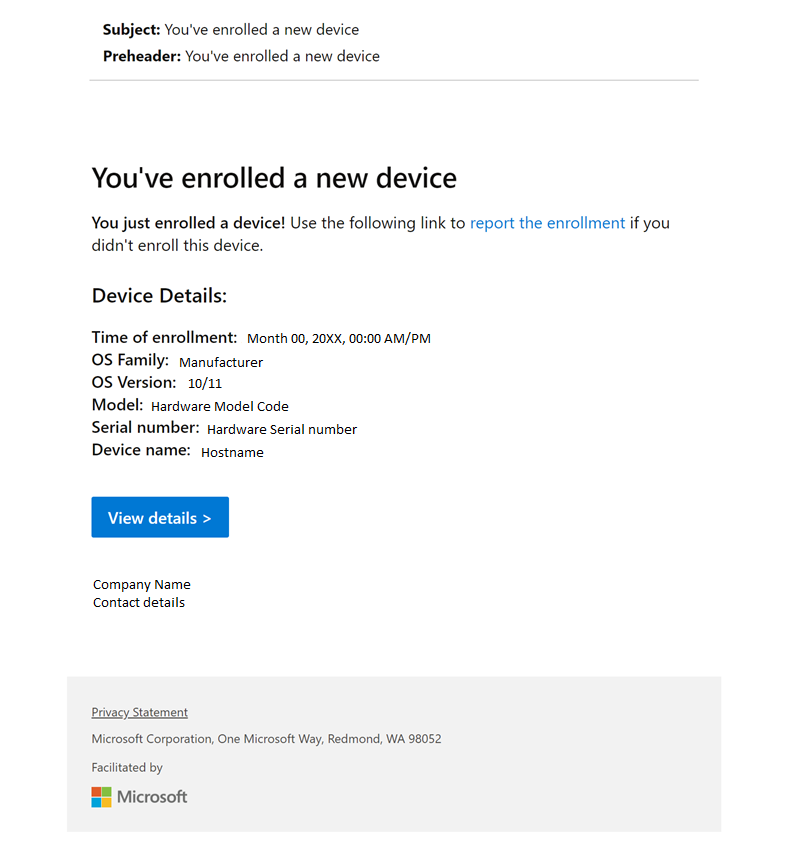 Subject: You've enrolled a new device
Preheader: You've enrolled a new device
You've enrolled a new device
You just enrolled a device! Use the following link to report the enrollment if you
didn't enroll this device.
Device Details:
Time of enrollment: Month 00, 20XX, 00:00 AM/PM
OS Family: Manufacturer
OS Version: 10/11
Model: Hardware Model Code
Serial number: Hardware Serial number
Device name: Hostname
View details >
Company Name
Contact details
Privacy Statement
Microsoft Corporation, One Microsoft Way, Redmond, WA 98052
Facilitated by
Microsoft